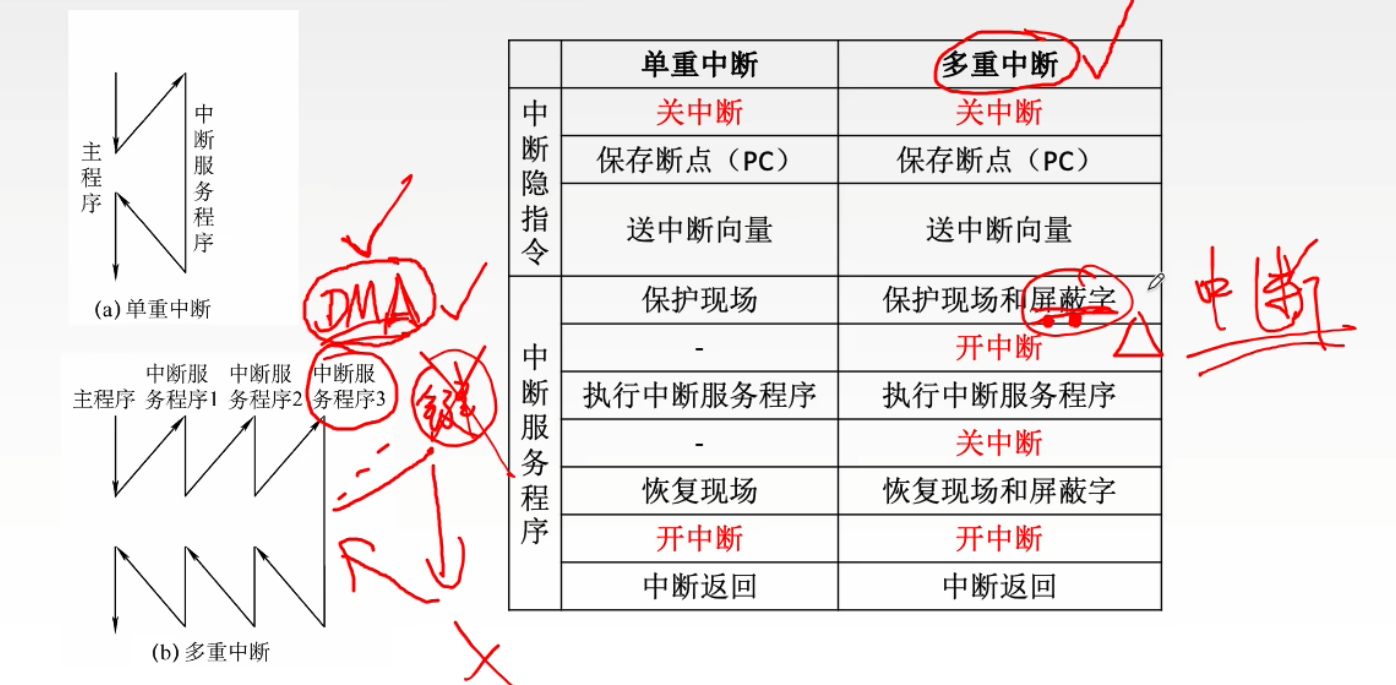 主程序
中断服务程序
(a) 单重中断
主程序
中断服务程序1
中断服务程序2
中断服务程序3
(b) 多重中断
DMA
单重中断 多重中断
中断隐指令
关中断 关中断
保存断点（PC） 保存断点（PC）
送中断向量 送中断向量
中断服务程序
保护现场 保护现场和屏蔽字
- 开中断
执行中断服务程序 执行中断服务程序
- 关中断
恢复现场 恢复现场和屏蔽字
开中断 开中断
中断返回 中断返回
中断